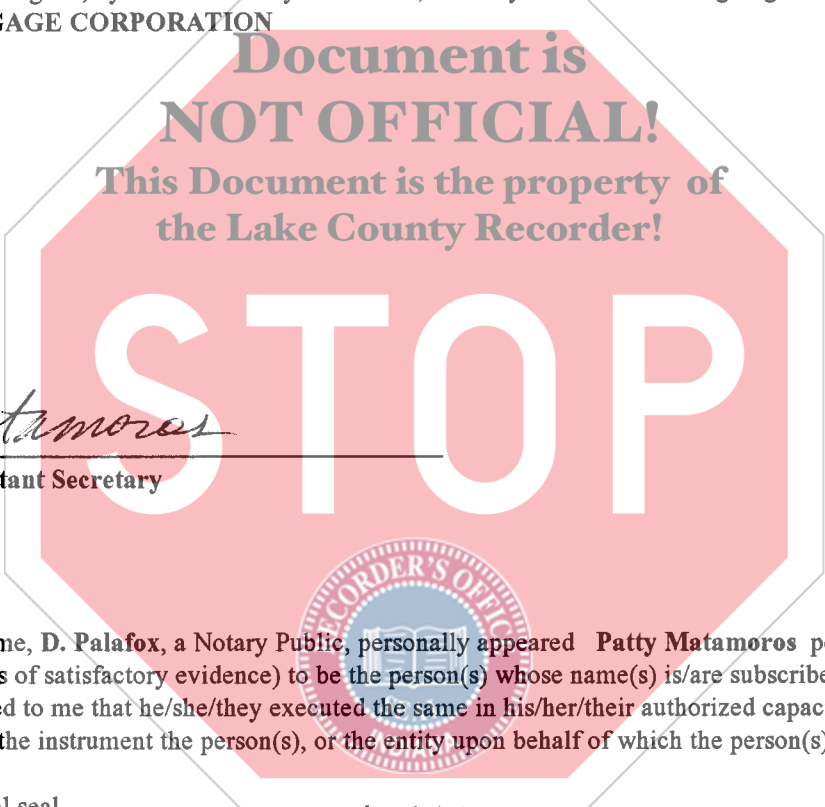 GAGE CORPORATION
Document is
NOT OFFICIAL!
This Document is the property of
the Lake County Recorder!
STOP
tamoros
tant Secretary
RECORDER'S OFFICE
me, D. Palafox, a Notary Public, personally appeared Patty Matamoros p
s of satisfactory evidence) to be the person(s) whose name(s) is/are subscribe
ed to me that he/she/they executed the same in his/her/their authorized capac
the instrument the person(s), or the entity upon behalf of which the person(s)
INDIANA
al seal